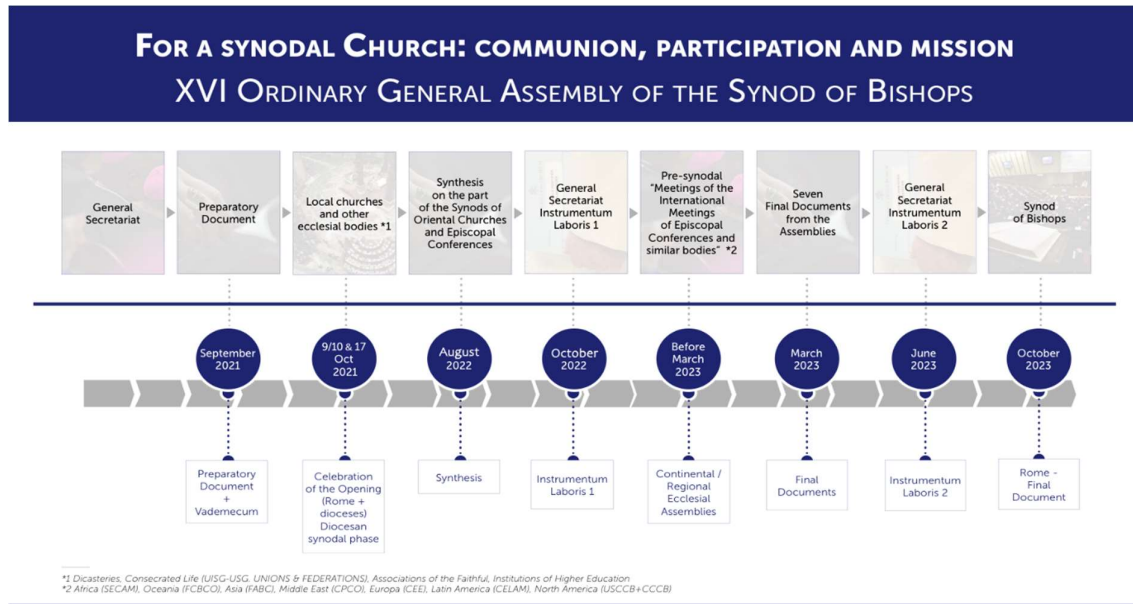 FOR A SYNODAL CHURCH: COMMUNION, PARTICIPATION AND MISSION
XVI ORDINARY GENERAL ASSEMBLY OF THE SYNOD OF BISHOPS
General
Secretariat
Preparatory
Document
Local churches
and other
ecclesial bodies *1
Synthesis
on the part
of the Synods of
Oriental Churches
and Episcopal
Conferences
General
Secretariat
Instrumentum
Laboris 1
Pre-synodal
"Meetings of the
International
Meetings
of Episcopal
Conferences and
similar bodies" *2
Seven
Final Documents
from the
Assemblies
General
Secretariat
Instrumentum
Laboris 2
Synod
of Bishops
September
2021
9/10 & 17
Oct
2021
August
2022
October
2022
Before
March
2023
March
2023
June
2023
October
2023
Preparatory
Document
+
Vademecum
Celebration
of the Opening
(Rome +
dioceses)
Diocesan
synodal phase
Synthesis
Instrumentum
Laboris 1
Continental /
Regional
Ecclesial
Assemblies
Final
Documents
Instrumentum
Laboris 2
Rome -
Final
Document
*1 Dicasteries, Consecrated Life (UISG-USG, UNIONS & FEDERATIONS), Associations of the Faithful, Institutions of Higher Education
*2 Africa (SECAM), Oceania (FCBCO), Asia (FABC), Middle East (CPCO), Europa (CEE), Latin America (CELAM), North America (USCCB+CCCB)